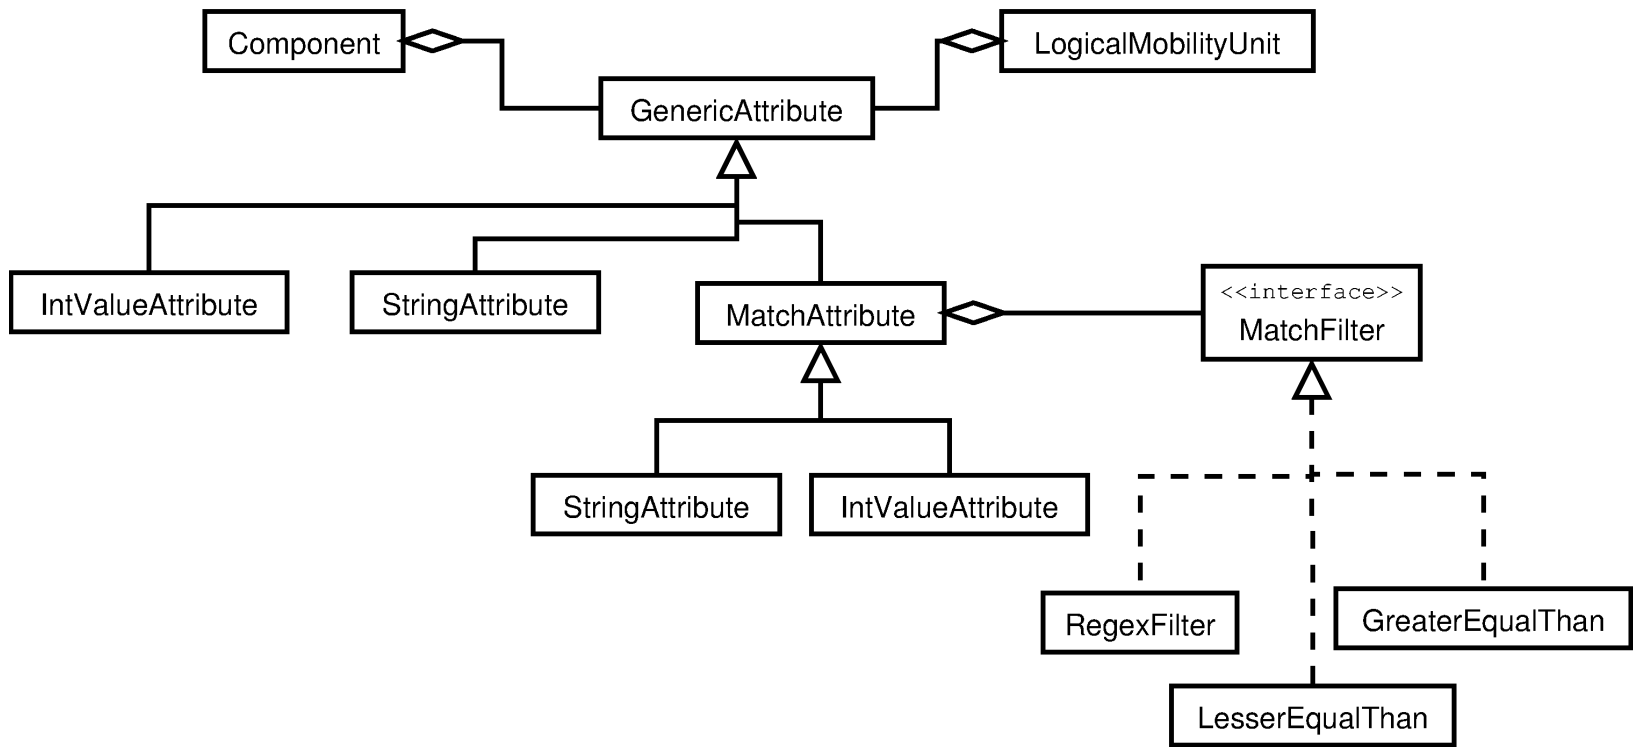 Component
LogicalMobilityUnit
GenericAttribute
IntValueAttribute
StringAttribute
MatchAttribute
<<interface>>
MatchFilter
StringAttribute
IntValueAttribute
RegexFilter
GreaterEqualThan
LesserEqualThan